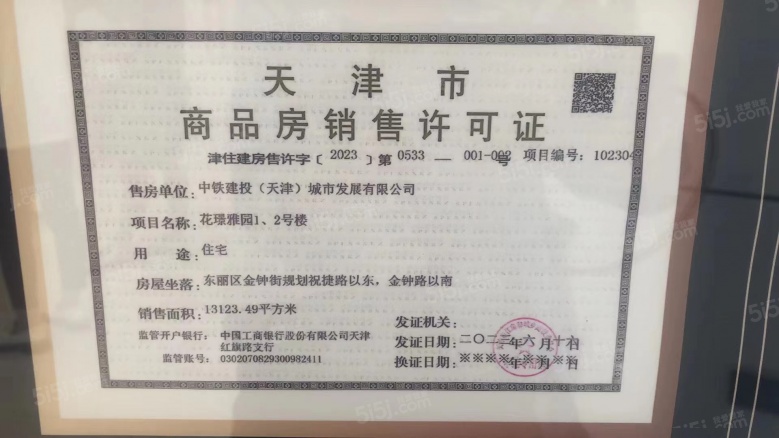 天津市
商品房销售许可证
津住建房售许字〔2023〕第0533—001-002号 项目编号：102304
售房单位：中铁建投（天津）城市发展有限公司
项目名称：花璟雅园1、2号楼
用途：住宅
房屋坐落：东丽区金钟街规划祝捷路以东，金钟路以南
销售面积：13123.49平方米
监管开户银行：中国工商银行股份有限公司天津
红旗路支行
监管账号：0302070829300982411
发证机关：
发证日期：二〇二三年六月十日
换证日期：※※※※年※月※日
5i5j.com